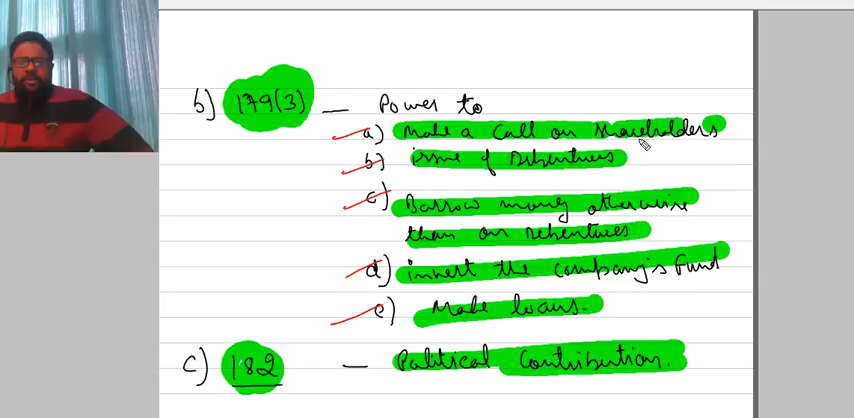 b) 179(3) — Power to
a) Make a Call on Shareholders
b) issue of Debentures
c) Borrow money otherwise
than on Debentures
d) invest the company's Fund
e) Make loans.
c) 182 — Political Contribution.